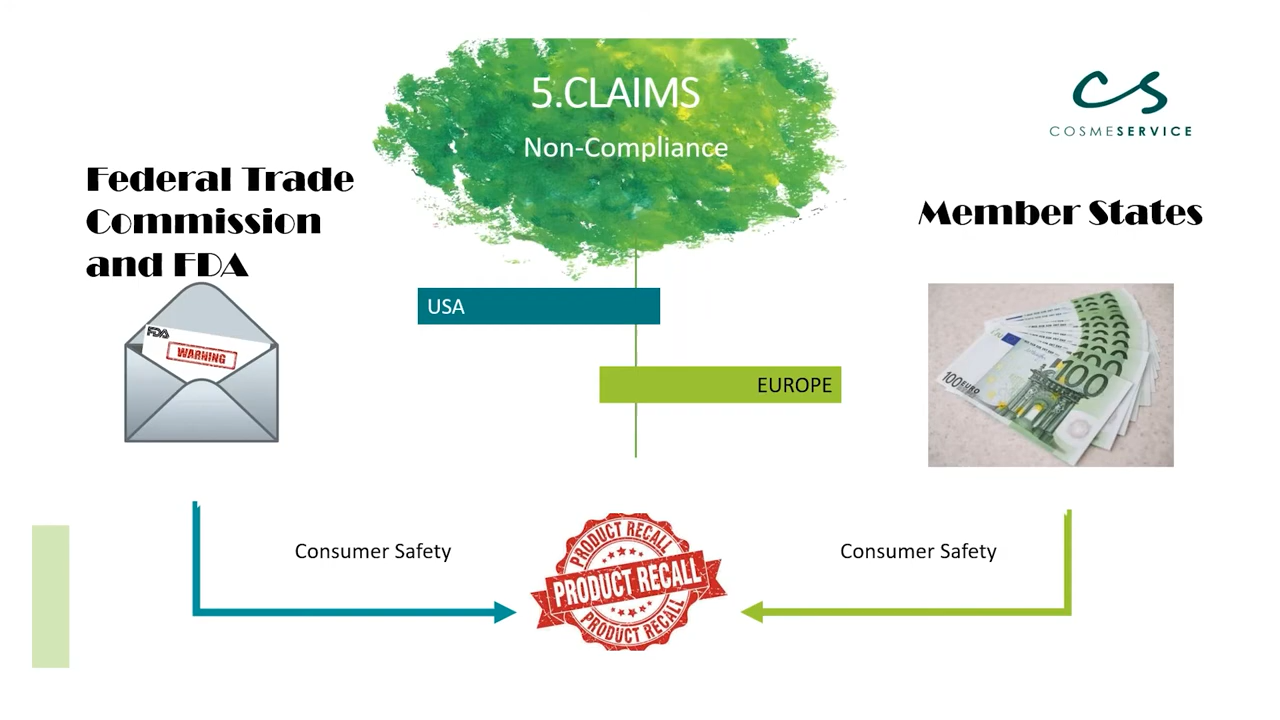 5.CLAIMS
Non-Compliance
CS
COSMESERVICE
Federal Trade
Commission
and FDA
Member States
USA
FDA
WARNING
EUROPE
100
100 EURO
Consumer Safety
PRODUCT RECALL
PRODUCT RECALL
PRODUCT RECALL
Consumer Safety